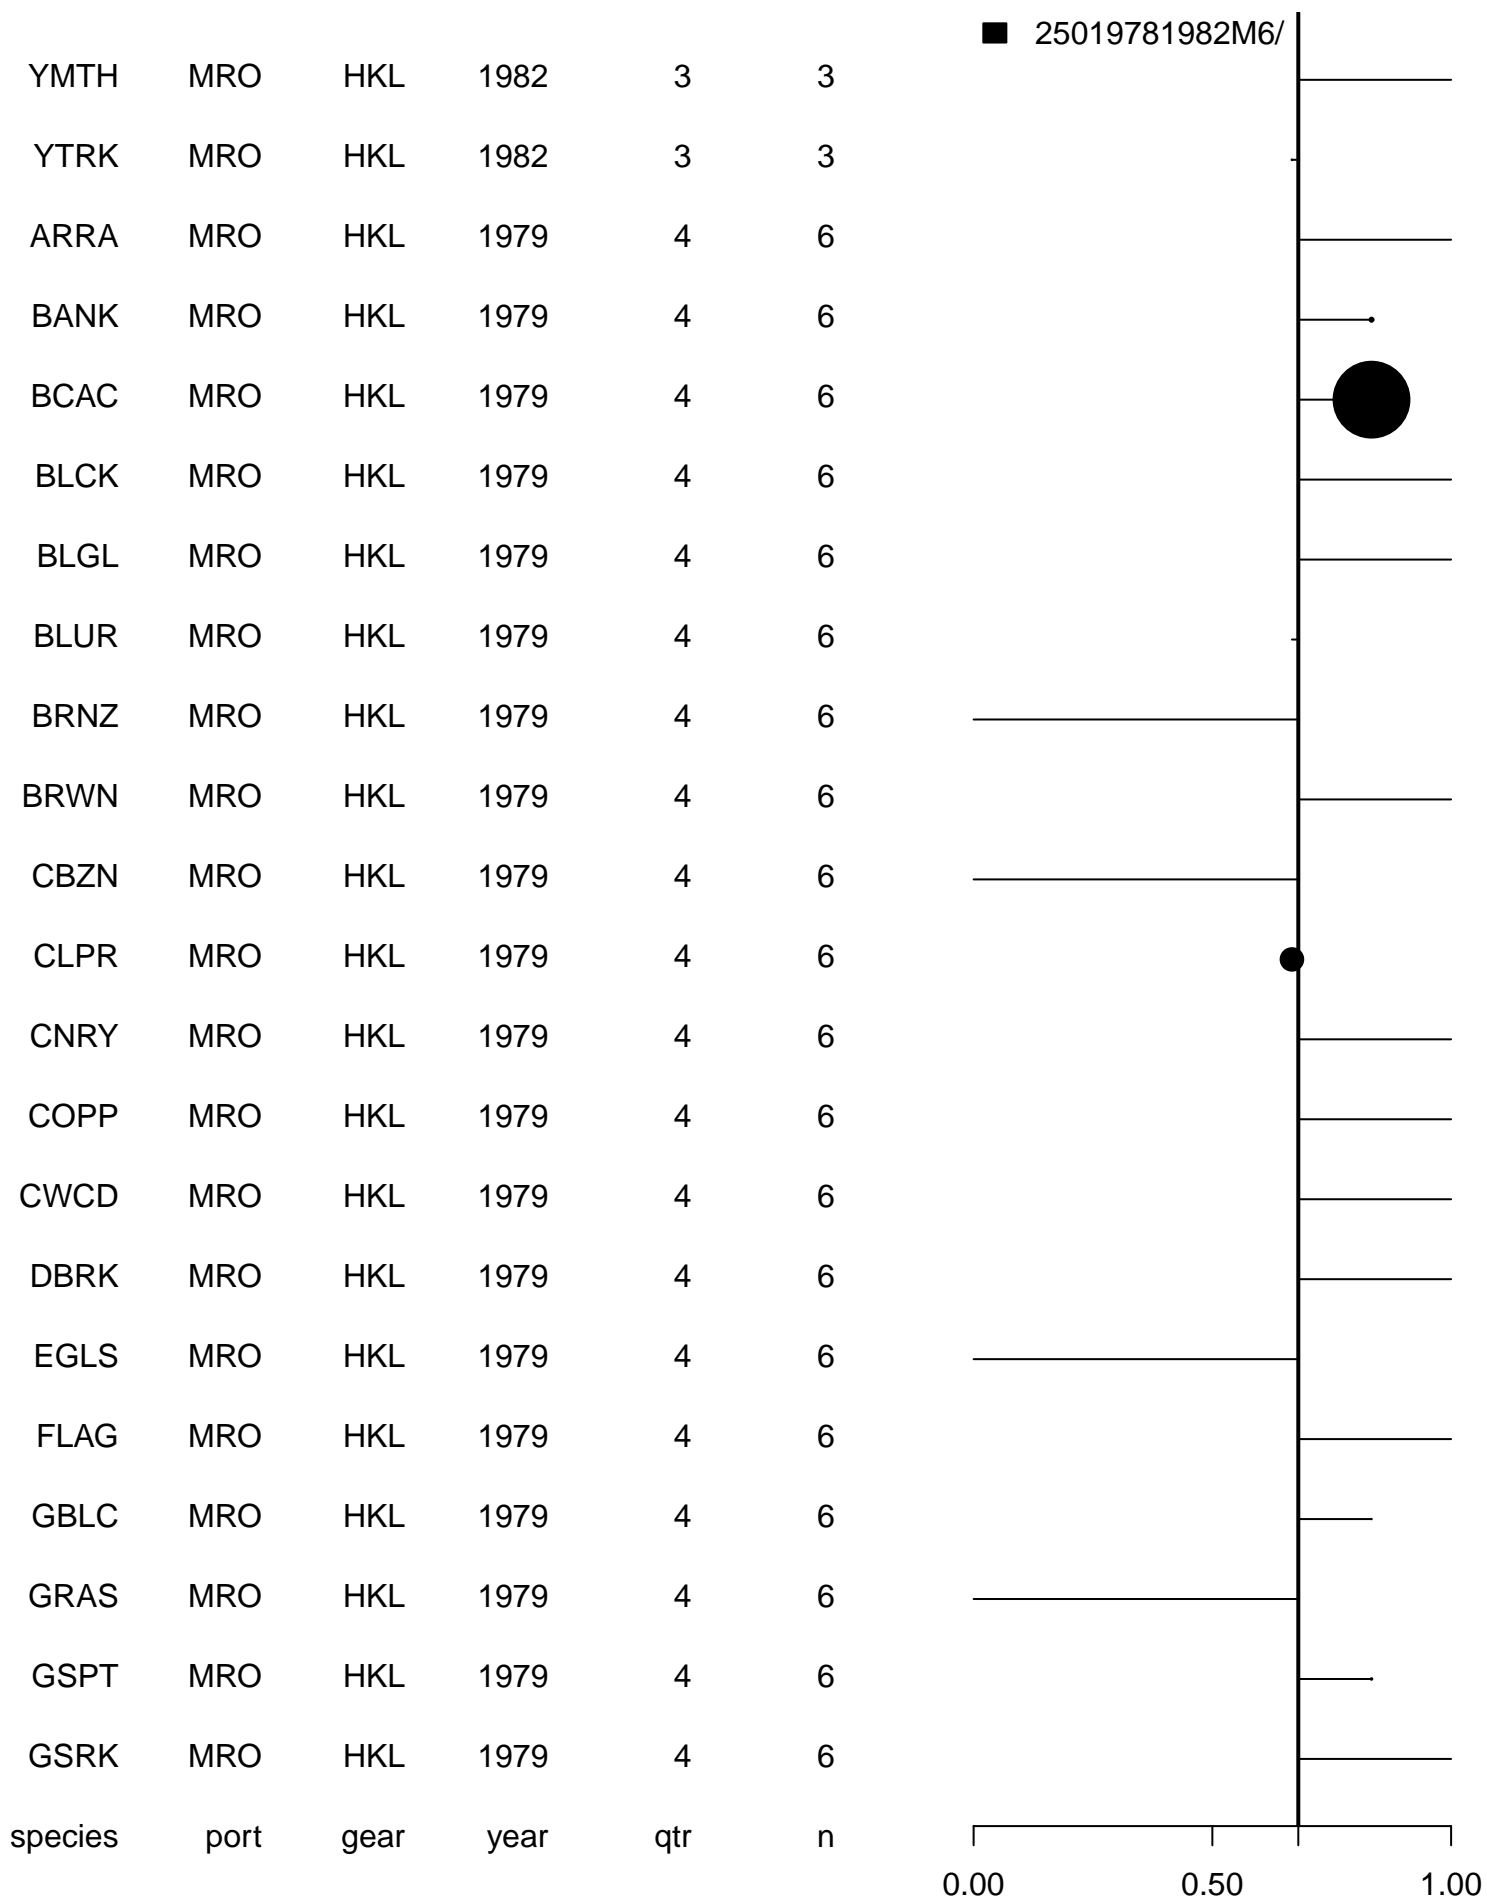 25019781982M6/
YMTH MRO HKL 1982 3 3
YTRK MRO HKL 1982 3 3
ARRA MRO HKL 1979 4 6
BANK MRO HKL 1979 4 6
BCAC MRO HKL 1979 4 6
BLCK MRO HKL 1979 4 6
BLGL MRO HKL 1979 4 6
BLUR MRO HKL 1979 4 6
BRNZ MRO HKL 1979 4 6
BRWN MRO HKL 1979 4 6
CBZN MRO HKL 1979 4 6
CLPR MRO HKL 1979 4 6
CNRY MRO HKL 1979 4 6
COPP MRO HKL 1979 4 6
CWCD MRO HKL 1979 4 6
DBRK MRO HKL 1979 4 6
EGLS MRO HKL 1979 4 6
FLAG MRO HKL 1979 4 6
GBLC MRO HKL 1979 4 6
GRAS MRO HKL 1979 4 6
GSPT MRO HKL 1979 4 6
GSRK MRO HKL 1979 4 6
species port gear year qtr n
0.00 0.50 1.00